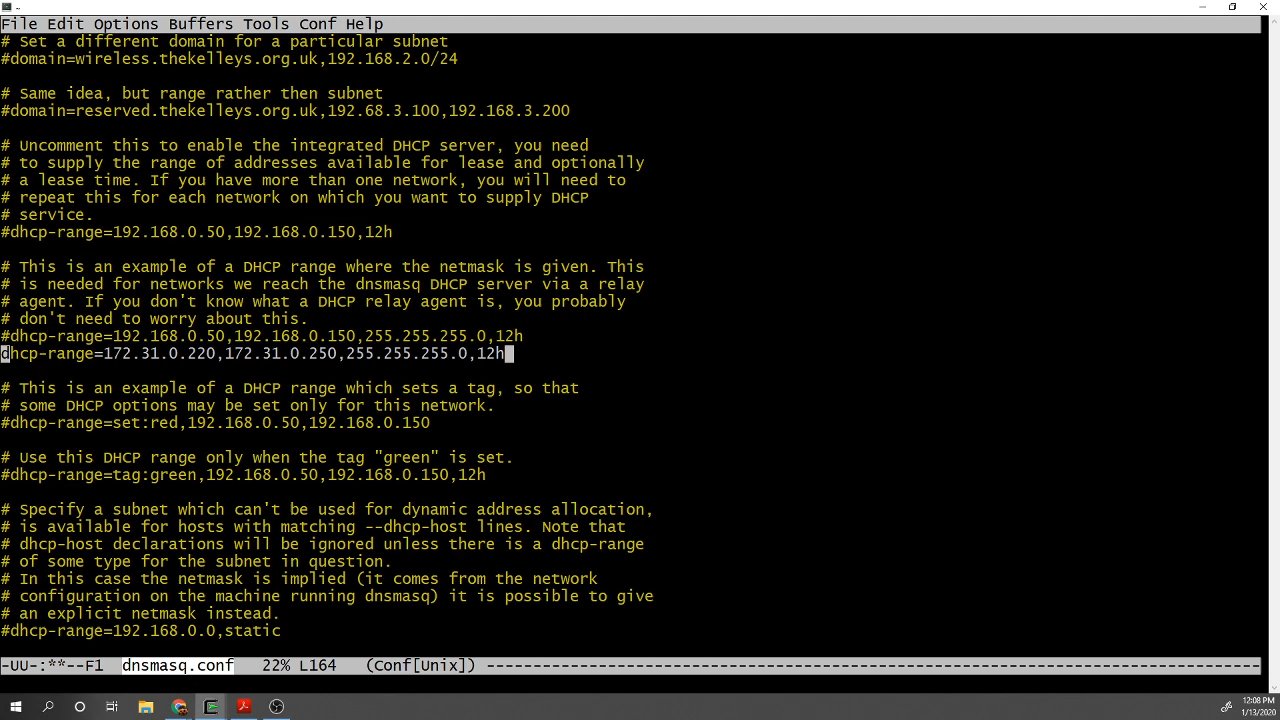 ..
File Edit Options Buffers Tools Conf Help
# Set a different domain for a particular subnet
#domain=wireless.thekelleys.org.uk,192.168.2.0/24
# Same idea, but range rather then subnet
#domain=reserved.thekelleys.org.uk,192.68.3.100,192.168.3.200
# Uncomment this to enable the integrated DHCP server, you need
# to supply the range of addresses available for lease and optionally
# a lease time. If you have more than one network, you will need to
# repeat this for each network on which you want to supply DHCP
# service.
#dhcp-range=192.168.0.50,192.168.0.150,12h
# This is an example of a DHCP range where the netmask is given. This
# is needed for networks we reach the dnsmasq DHCP server via a relay
# agent. If you don't know what a DHCP relay agent is, you probably
# don't need to worry about this.
#dhcp-range=192.168.0.50,192.168.0.150,255.255.255.0,12h
dhcp-range=172.31.0.220,172.31.0.250,255.255.255.0,12h
# This is an example of a DHCP range which sets a tag, so that
# some DHCP options may be set only for this network.
#dhcp-range=set:red,192.168.0.50,192.168.0.150
# Use this DHCP range only when the tag "green" is set.
#dhcp-range=tag:green,192.168.0.50,192.168.0.150,12h
# Specify a subnet which can't be used for dynamic address allocation,
# is available for hosts with matching --dhcp-host lines. Note that
# dhcp-host declarations will be ignored unless there is a dhcp-range
# of some type for the subnet in question.
# In this case the netmask is implied (it comes from the network
# configuration on the machine running dnsmasq) it is possible to give
# an explicit netmask instead.
#dhcp-range=192.168.0.0,static
-UU-:**--F1  dnsmasq.conf   22% L164   (Conf[Unix]) ------------------------------------------------------------------------------------
12:08 PM
1/13/2020